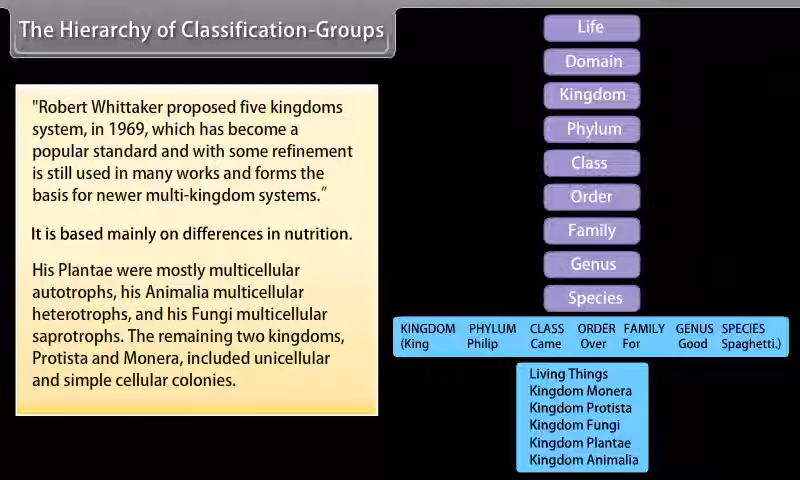 The Hierarchy of Classification-Groups
"Robert Whittaker proposed five kingdoms
system, in 1969, which has become a
popular standard and with some refinement
is still used in many works and forms the
basis for newer multi-kingdom systems.”
It is based mainly on differences in nutrition.
His Plantae were mostly multicellular
autotrophs, his Animalia multicellular
heterotrophs, and his Fungi multicellular
saprotrophs. The remaining two kingdoms,
Protista and Monera, included unicellular
and simple cellular colonies.
Life
Domain
Kingdom
Phylum
Class
Order
Family
Genus
Species
KINGDOM PHYLUM CLASS ORDER FAMILY GENUS SPECIES
(King Philip Came Over For Good Spaghetti.)
Living Things
Kingdom Monera
Kingdom Protista
Kingdom Fungi
Kingdom Plantae
Kingdom Animalia